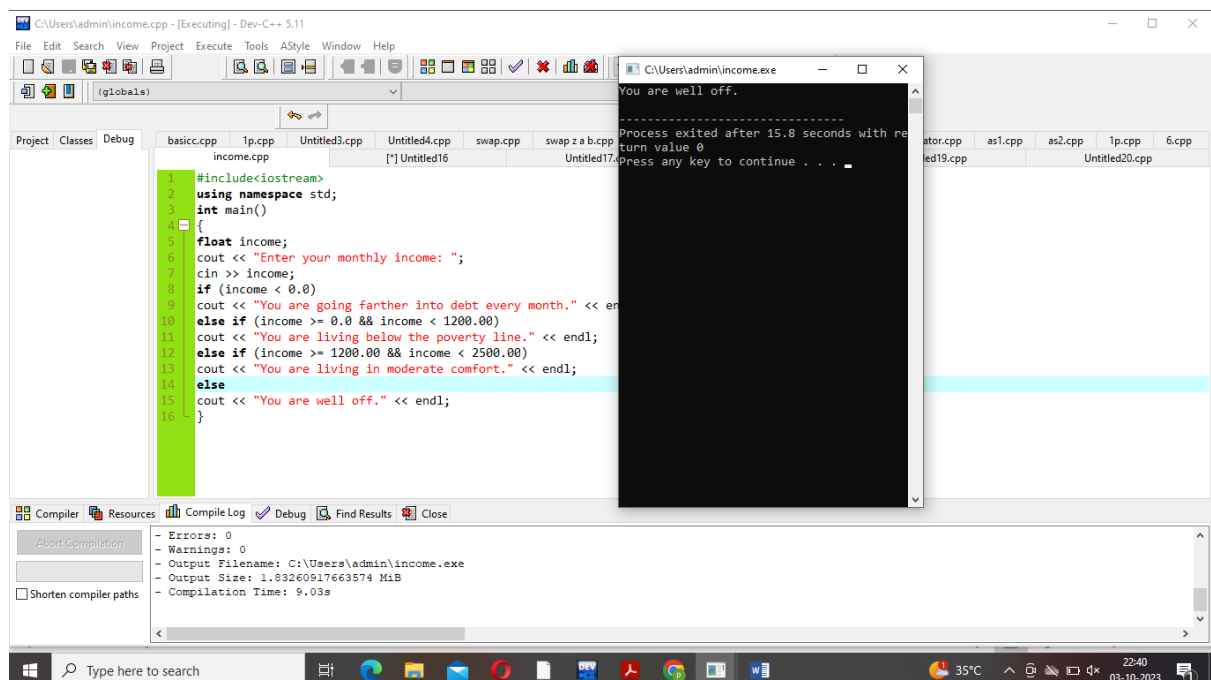 C:\Users\admin\income.cpp - [Executing] - Dev-C++ 5.11
File Edit Search View Project Execute Tools AStyle Window Help
(globals)
Project Classes Debug
basicc.cpp 1p.cpp Untitled3.cpp Untitled4.cpp swap.cpp swap z a b.cpp ator.cpp as1.cpp as2.cpp 1p.cpp 6.cpp
income.cpp [*] Untitled16 Untitled17. ed19.cpp Untitled20.cpp
1 #include<iostream>
2 using namespace std;
3 int main()
4 {
5 float income;
6 cout << "Enter your monthly income: ";
7 cin >> income;
8 if (income < 0.0)
9 cout << "You are going farther into debt every month." << en
10 else if (income >= 0.0 && income < 1200.00)
11 cout << "You are living below the poverty line." << endl;
12 else if (income >= 1200.00 && income < 2500.00)
13 cout << "You are living in moderate comfort." << endl;
14 else
15 cout << "You are well off." << endl;
16 }
C:\Users\admin\income.exe
You are well off.
--------------------------------
Process exited after 15.8 seconds with re
turn value 0
Press any key to continue . . .
Compiler Resources Compile Log Debug Find Results Close
Abort Compilation
Shorten compiler paths
- Errors: 0
- Warnings: 0
- Output Filename: C:\Users\admin\income.exe
- Output Size: 1.83260917663574 MiB
- Compilation Time: 9.03s
Type here to search
DEV
35°C
22:40
03-10-2023